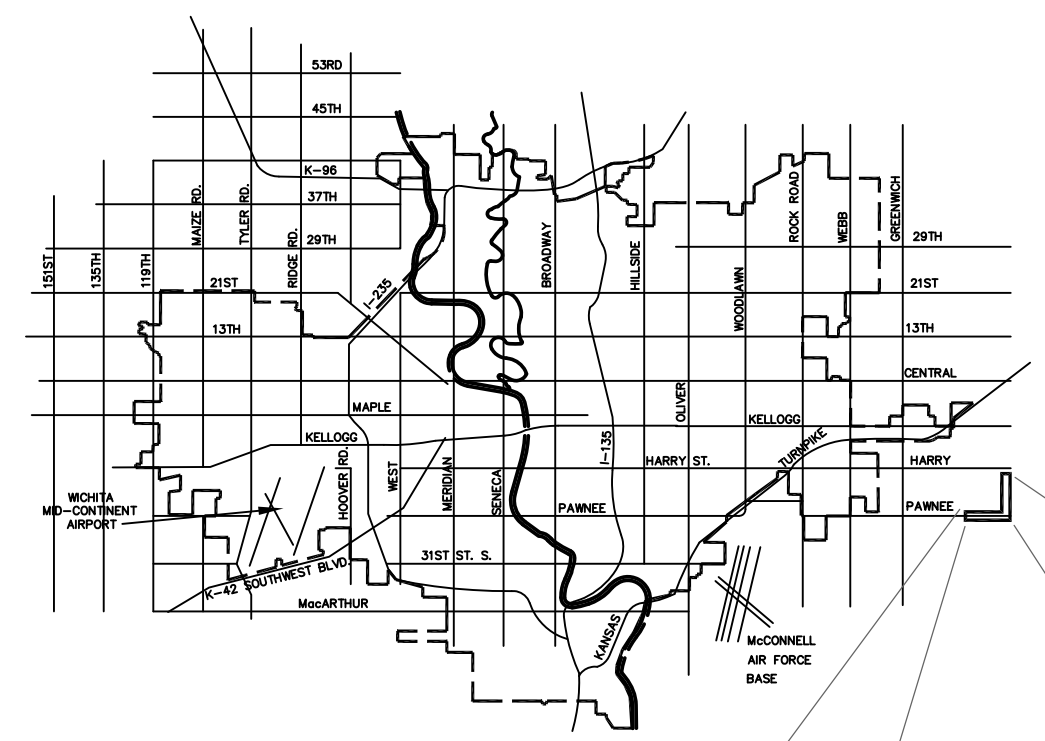 53RD
45TH
K-96
37TH
29TH
MAIZE RD.
TYLER RD.
RIDGE RD.
151ST
135TH
119TH
21ST
I-235
13TH
BROADWAY
HILLSIDE
WOODLAWN
ROCK ROAD
WEBB
GREENWICH
29TH
21ST
13TH
CENTRAL
MAPLE
OLIVER
KELLOGG
KELLOGG
TURNPIKE
I-135
HARRY ST.
HARRY
HOOVER RD.
WEST
MERIDIAN
SENECA
WICHITA
MID-CONTINENT
AIRPORT
PAWNEE
PAWNEE
31ST ST. S.
K-42 SOUTHWEST BLVD.
MacARTHUR
KANSAS
McCONNELL
AIR FORCE
BASE